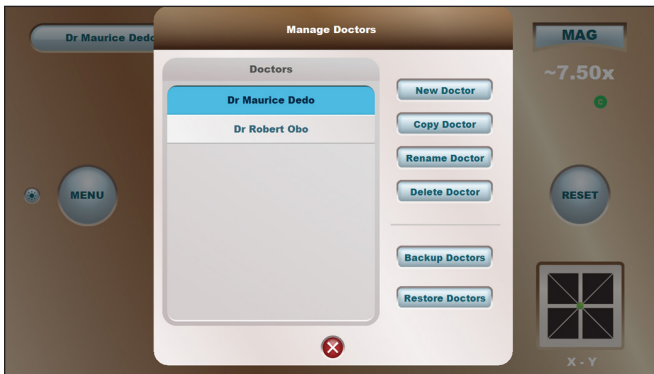 Manage Doctors
Dr Maurice Dedo
MAG
~7.50x
C
Doctors
Dr Maurice Dedo
Dr Robert Obo
New Doctor
Copy Doctor
Rename Doctor
Delete Doctor
Backup Doctors
Restore Doctors
MENU
RESET
X - Y